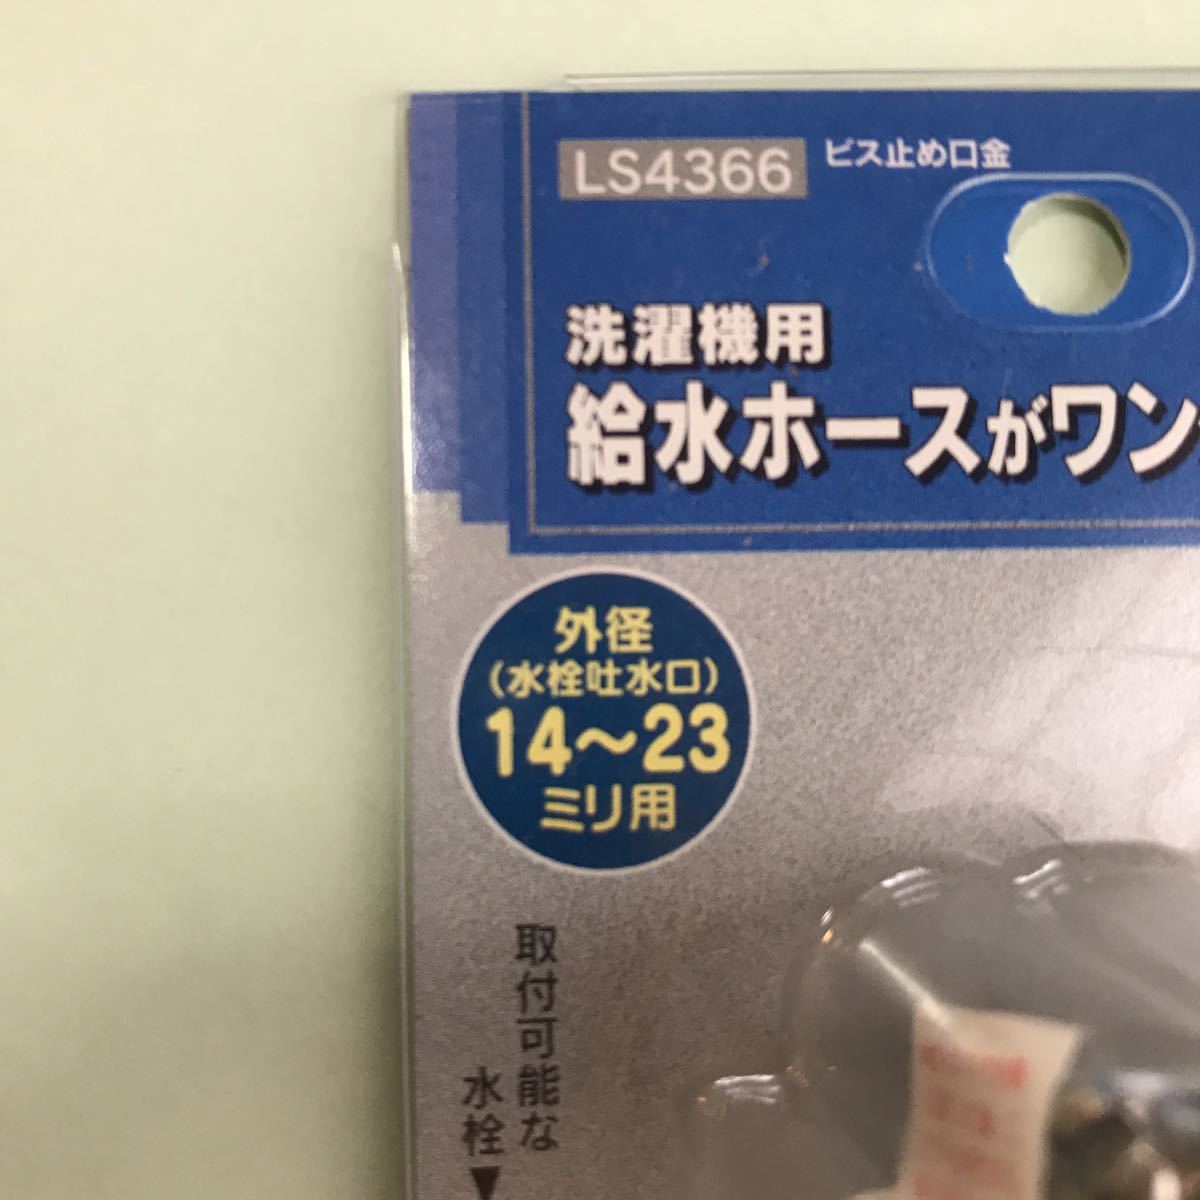 LS4366
ビス止め口金
洗濯機用
給水ホースがワン
外径
(水栓吐水口)
14～23
ミリ用
取付可能な
水栓▼